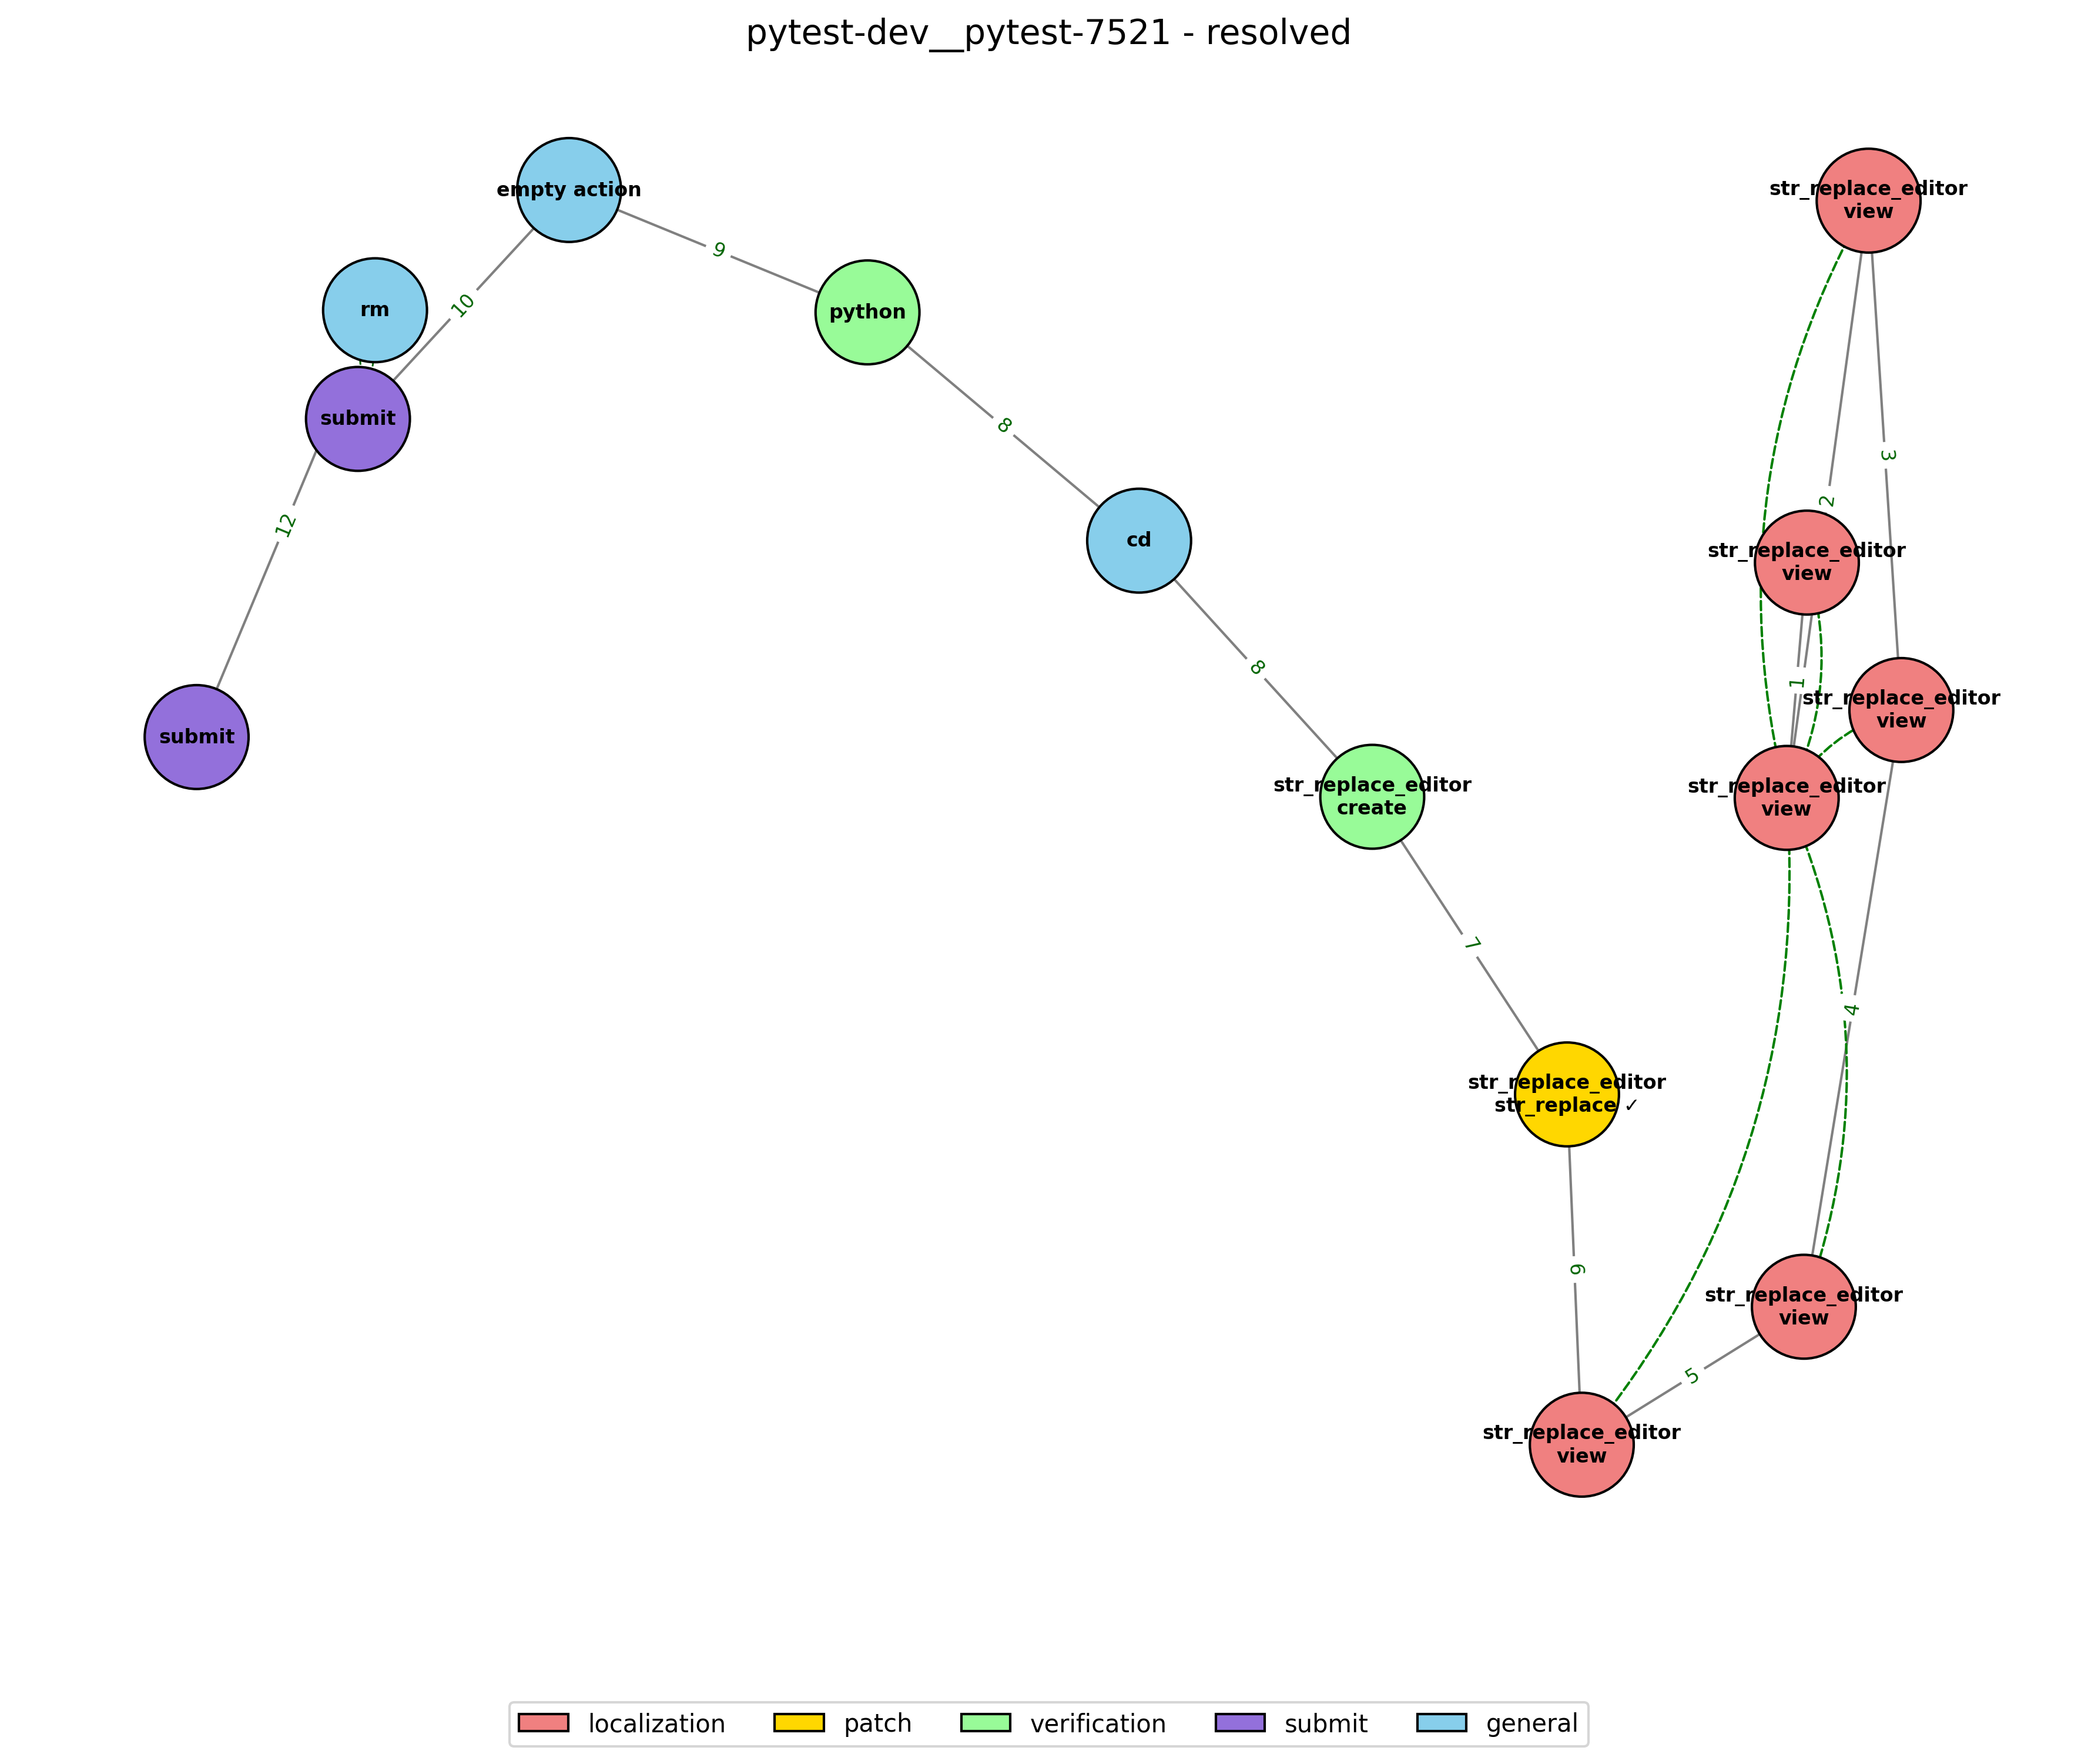 pytest-dev__pytest-7521 - resolved
empty action
9
python
rm
10
submit
12
submit
8
cd
8
str_replace_editor
create
7
str_replace_editor
str_replace ✓
6
str_replace_editor
view
5
str_replace_editor
view
4
str_replace_editor
view
1
str_replace_editor
view
2
3
str_replace_editor
view
str_replace_editor
view
localization
patch
verification
submit
general